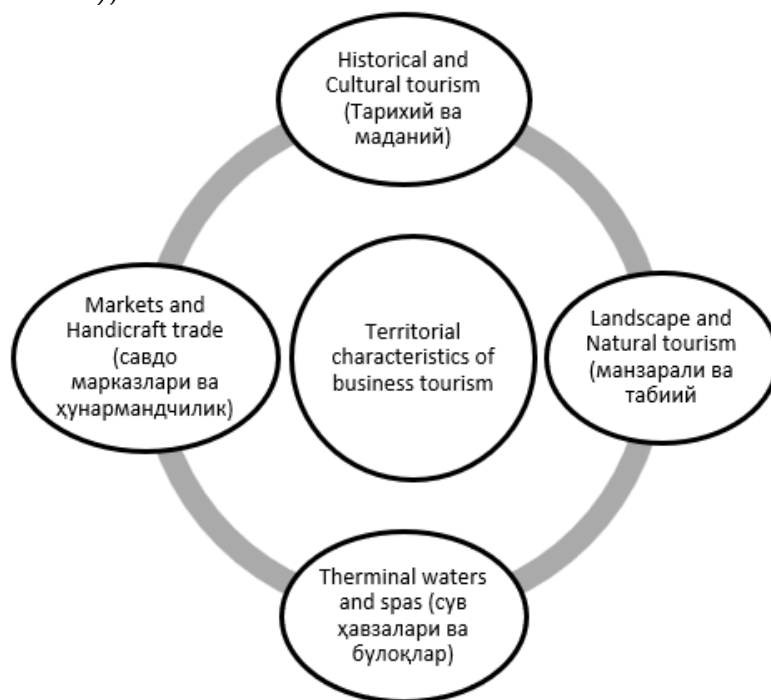 Historical and
Cultural tourism
(Тарихий ва
маданий)
Markets and
Handicraft trade
(савдо
марказлари ва
ҳунармандчилик)
Territorial
characteristics of
business tourism
Landscape and
Natural tourism
(манзарали ва
табиий
Therminal waters
and spas (сув
ҳавзалари ва
булоқлар)